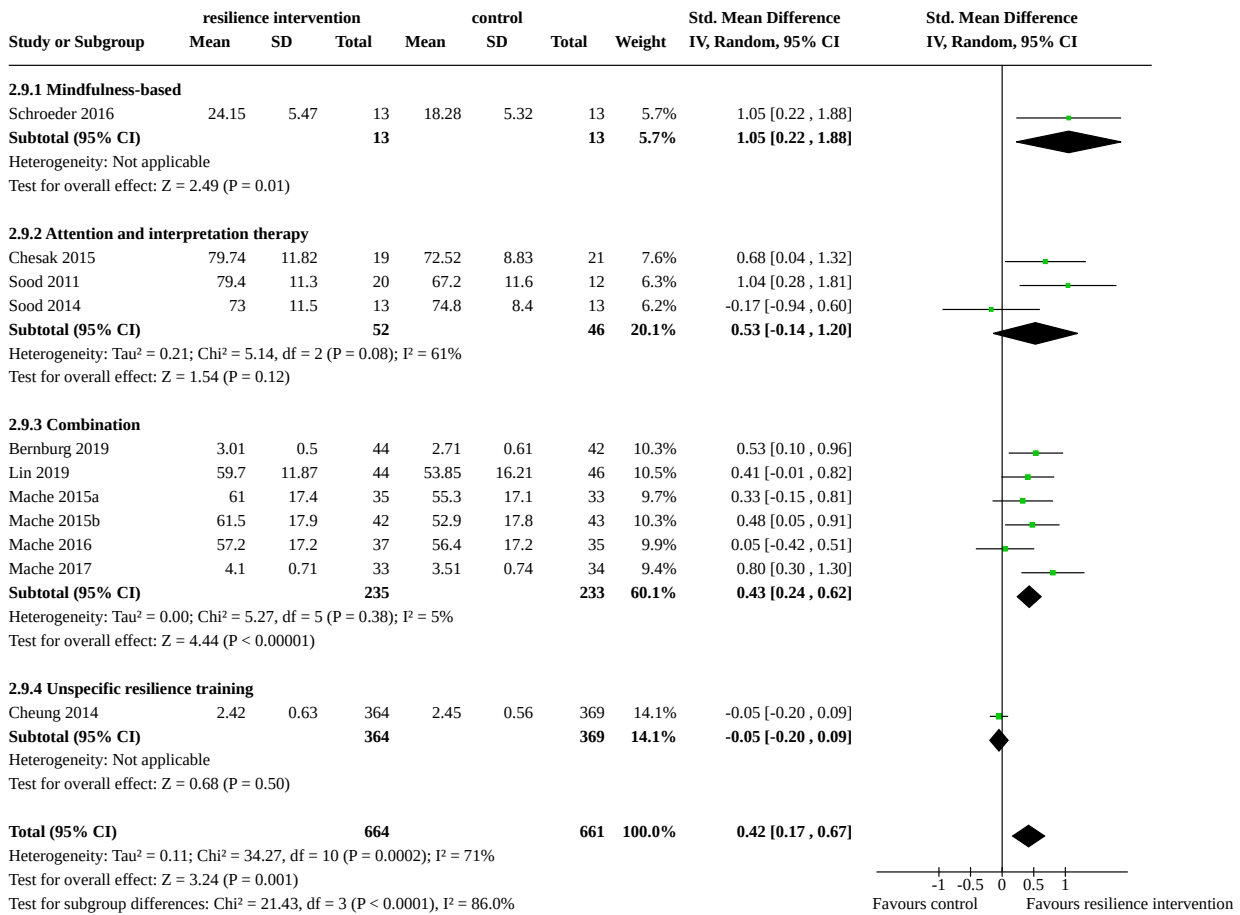 resilience intervention control Std. Mean Difference Std. Mean Difference
Study or Subgroup Mean SD Total Mean SD Total Weight IV, Random, 95% CI IV, Random, 95% CI
2.9.1 Mindfulness-based
Schroeder 2016 24.15 5.47 13 18.28 5.32 13 5.7% 1.05 [0.22 , 1.88]
Subtotal (95% CI) 13 13 5.7% 1.05 [0.22 , 1.88]
Heterogeneity: Not applicable
Test for overall effect: Z = 2.49 (P = 0.01)
2.9.2 Attention and interpretation therapy
Chesak 2015 79.74 11.82 19 72.52 8.83 21 7.6% 0.68 [0.04 , 1.32]
Sood 2011 79.4 11.3 20 67.2 11.6 12 6.3% 1.04 [0.28 , 1.81]
Sood 2014 73 11.5 13 74.8 8.4 13 6.2% -0.17 [-0.94 , 0.60]
Subtotal (95% CI) 52 46 20.1% 0.53 [-0.14 , 1.20]
Heterogeneity: Tau² = 0.21; Chi² = 5.14, df = 2 (P = 0.08); I² = 61%
Test for overall effect: Z = 1.54 (P = 0.12)
2.9.3 Combination
Bernburg 2019 3.01 0.5 44 2.71 0.61 42 10.3% 0.53 [0.10 , 0.96]
Lin 2019 59.7 11.87 44 53.85 16.21 46 10.5% 0.41 [-0.01 , 0.82]
Mache 2015a 61 17.4 35 55.3 17.1 33 9.7% 0.33 [-0.15 , 0.81]
Mache 2015b 61.5 17.9 42 52.9 17.8 43 10.3% 0.48 [0.05 , 0.91]
Mache 2016 57.2 17.2 37 56.4 17.2 35 9.9% 0.05 [-0.42 , 0.51]
Mache 2017 4.1 0.71 33 3.51 0.74 34 9.4% 0.80 [0.30 , 1.30]
Subtotal (95% CI) 235 233 60.1% 0.43 [0.24 , 0.62]
Heterogeneity: Tau² = 0.00; Chi² = 5.27, df = 5 (P = 0.38); I² = 5%
Test for overall effect: Z = 4.44 (P < 0.00001)
2.9.4 Unspecific resilience training
Cheung 2014 2.42 0.63 364 2.45 0.56 369 14.1% -0.05 [-0.20 , 0.09]
Subtotal (95% CI) 364 369 14.1% -0.05 [-0.20 , 0.09]
Heterogeneity: Not applicable
Test for overall effect: Z = 0.68 (P = 0.50)
Total (95% CI) 664 661 100.0% 0.42 [0.17 , 0.67]
Heterogeneity: Tau² = 0.11; Chi² = 34.27, df = 10 (P = 0.0002); I² = 71%
Test for overall effect: Z = 3.24 (P = 0.001) -1 -0.5 0 0.5 1
Test for subgroup differences: Chi² = 21.43, df = 3 (P < 0.0001), I² = 86.0% Favours control Favours resilience intervention